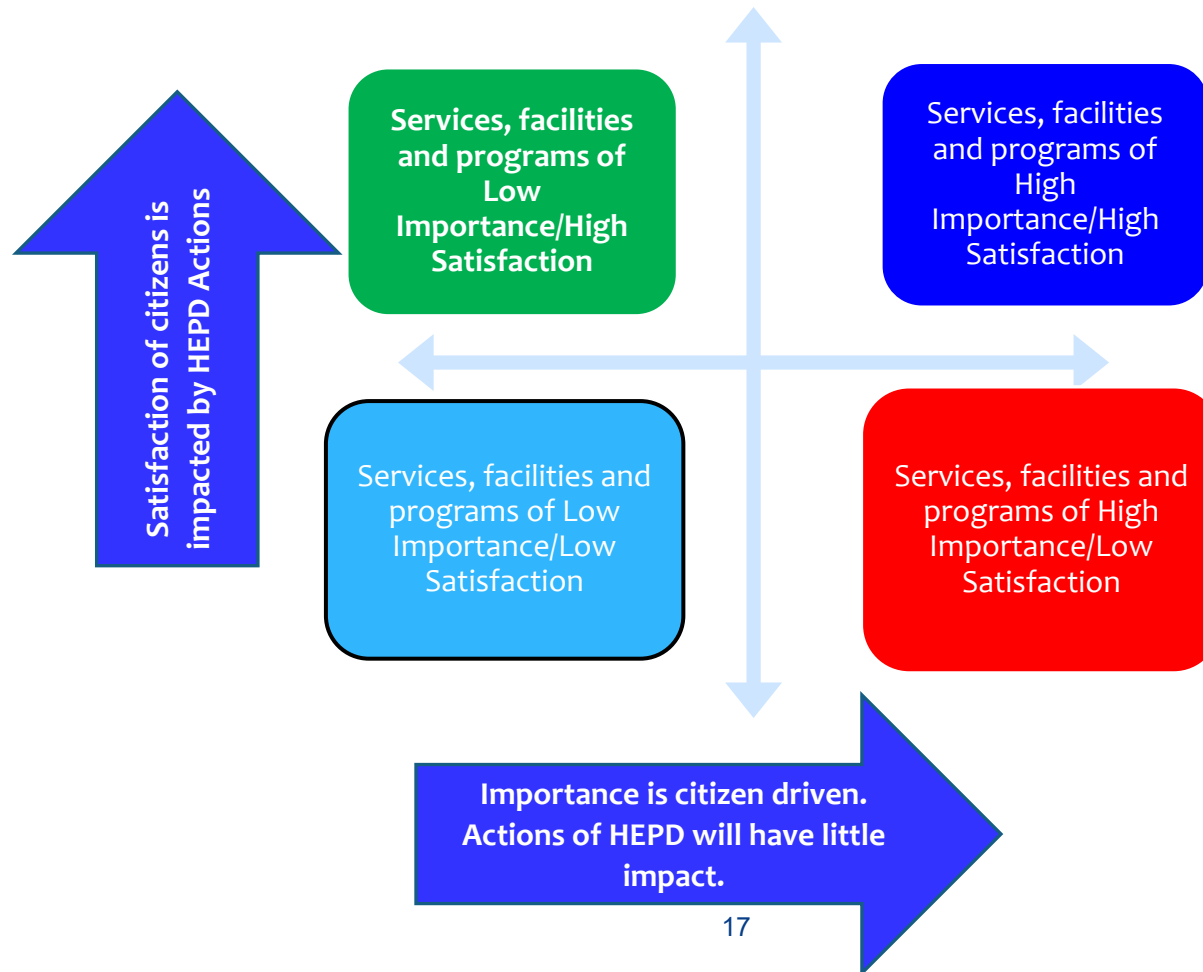 Services, facilities
and programs of
Low
Importance/High
Satisfaction
Services, facilities
and programs of
High
Importance/High
Satisfaction
Satisfaction of citizens is
impacted by HEPD Actions
Services, facilities and
programs of Low
Importance/Low
Satisfaction
Services, facilities and
programs of High
Importance/Low
Satisfaction
Importance is citizen driven.
Actions of HEPD will have little
impact.
17